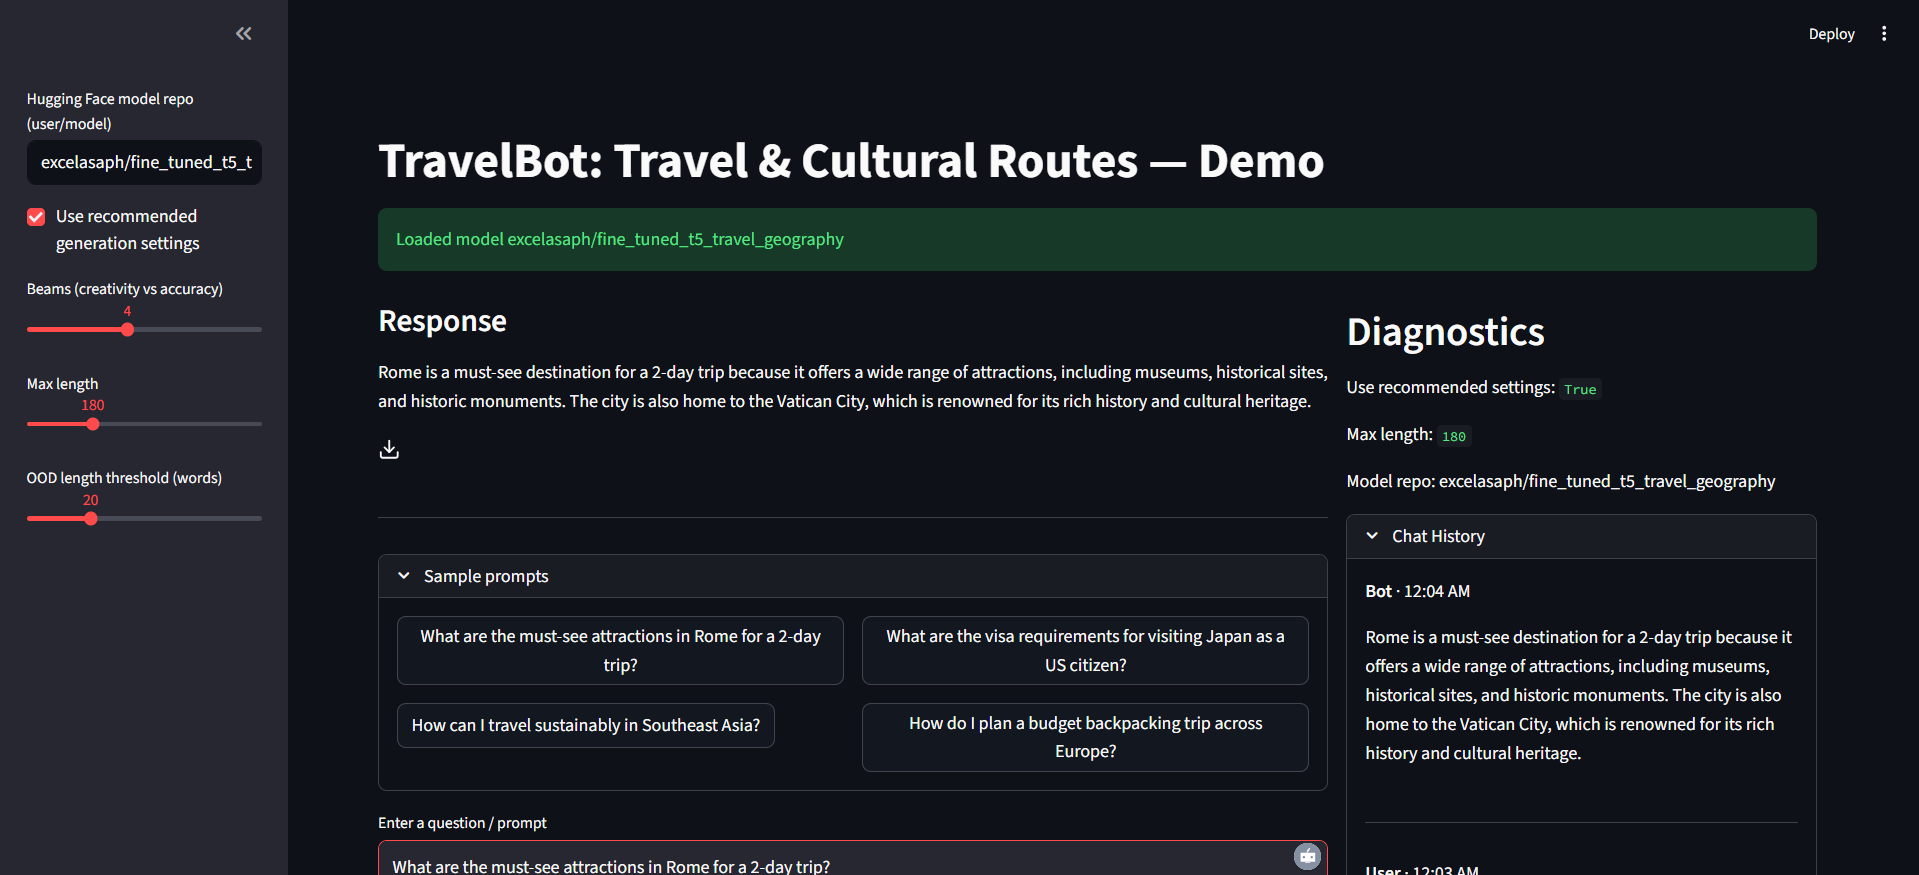 Deploy
Hugging Face model repo
(user/model)
excelasaph/fine_tuned_t5_t
Use recommended
generation settings
Beams (creativity vs accuracy)
4
Max length
180
OOD length threshold (words)
20
TravelBot: Travel & Cultural Routes — Demo
Loaded model excelasaph/fine_tuned_t5_travel_geography
Response
Rome is a must-see destination for a 2-day trip because it offers a wide range of attractions, including museums, historical sites,
and historic monuments. The city is also home to the Vatican City, which is renowned for its rich history and cultural heritage.
Sample prompts
What are the must-see attractions in Rome for a 2-day
trip?
What are the visa requirements for visiting Japan as a
US citizen?
How can I travel sustainably in Southeast Asia?
How do I plan a budget backpacking trip across
Europe?
Enter a question / prompt
What are the must-see attractions in Rome for a 2-day trip?
Diagnostics
Use recommended settings: True
Max length: 180
Model repo: excelasaph/fine_tuned_t5_travel_geography
Chat History
Bot · 12:04 AM
Rome is a must-see destination for a 2-day trip because it
offers a wide range of attractions, including museums,
historical sites, and historic monuments. The city is also
home to the Vatican City, which is renowned for its rich
history and cultural heritage.
User · 12:03 AM